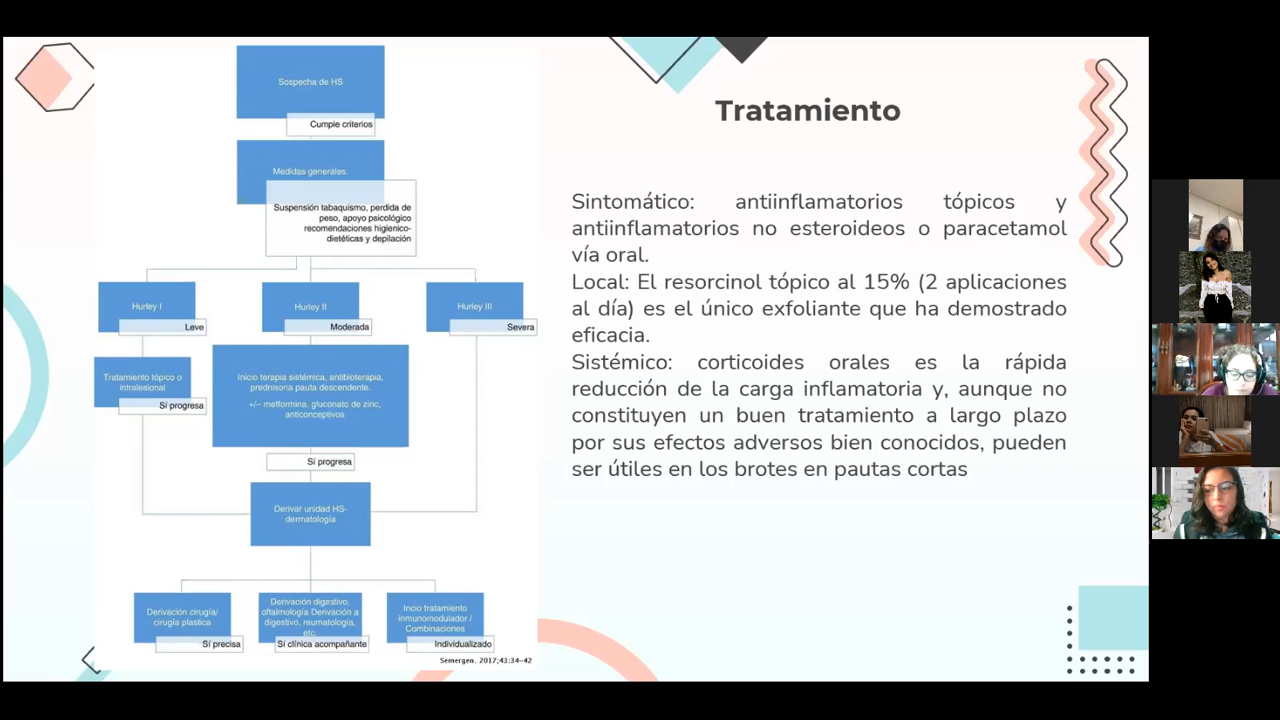 Sospecha de HS
Cumple criterios
Medidas generales:
Suspensión tabaquismo, perdida de
peso, apoyo psicológico
recomendaciones higienico-
dietéticas y depilación
Hurley I
Leve
Hurley II
Moderada
Hurley III
Severa
Tratamiento tópico o
intralesional
Sí progresa
Inicio terapia sistémica, antibioterapia,
prednisona pauta descendente.
+/– metformina, gluconato de zinc,
anticonceptivos
Sí progresa
Derivar unidad HS-
dermatología
Derivación cirugía/
cirugía plastica
Sí precisa
Derivación digestivo,
oftalmología Derivación a
digestivo, reumatología,
etc.
Sí clínica acompañante
Incio tratamiento
inmunomodulador /
Combinaciones
Individualizado
Semergen. 2017;43:34-42
Tratamiento
Sintomático: antiinflamatorios tópicos y
antiinflamatorios no esteroideos o paracetamol
vía oral.
Local: El resorcinol tópico al 15% (2 aplicaciones
al día) es el único exfoliante que ha demostrado
eficacia.
Sistémico: corticoides orales es la rápida
reducción de la carga inflamatoria y, aunque no
constituyen un buen tratamiento a largo plazo
por sus efectos adversos bien conocidos, pueden
ser útiles en los brotes en pautas cortas